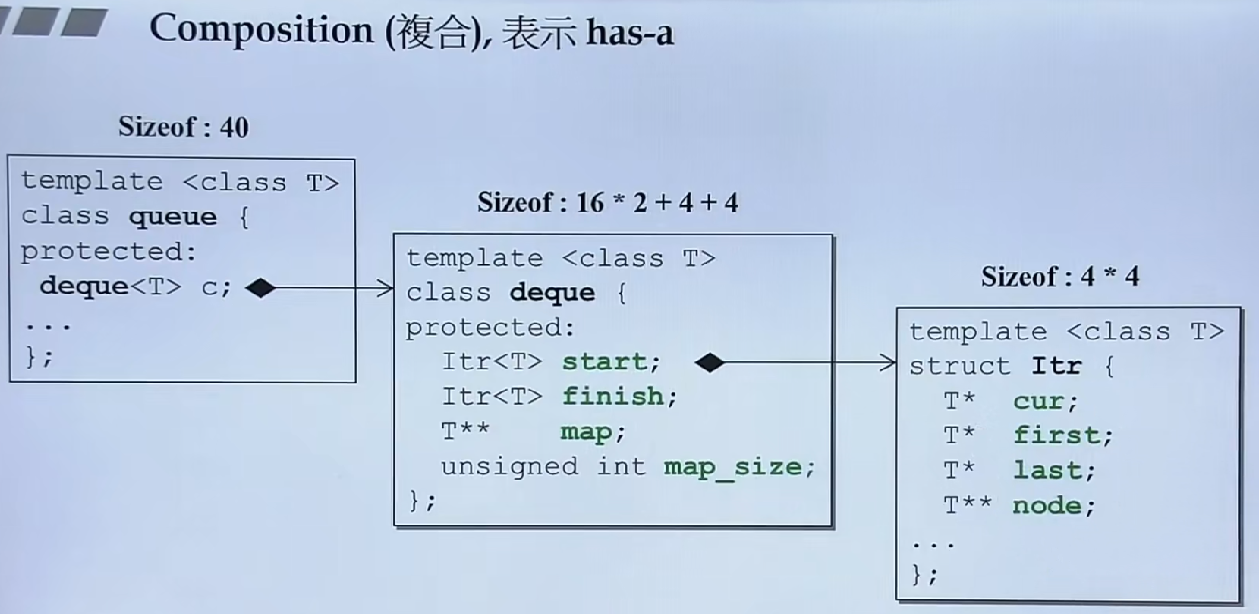 Composition (複合), 表示 has-a
Sizeof : 40
template <class T>
class queue {
protected:
deque<T> c;
...
};
Sizeof : 16 * 2 + 4 + 4
template <class T>
class deque {
protected:
Itr<T> start;
Itr<T> finish;
T** map;
unsigned int map_size;
};
Sizeof : 4 * 4
template <class T>
struct Itr {
T* cur;
T* first;
T* last;
T** node;
...
};